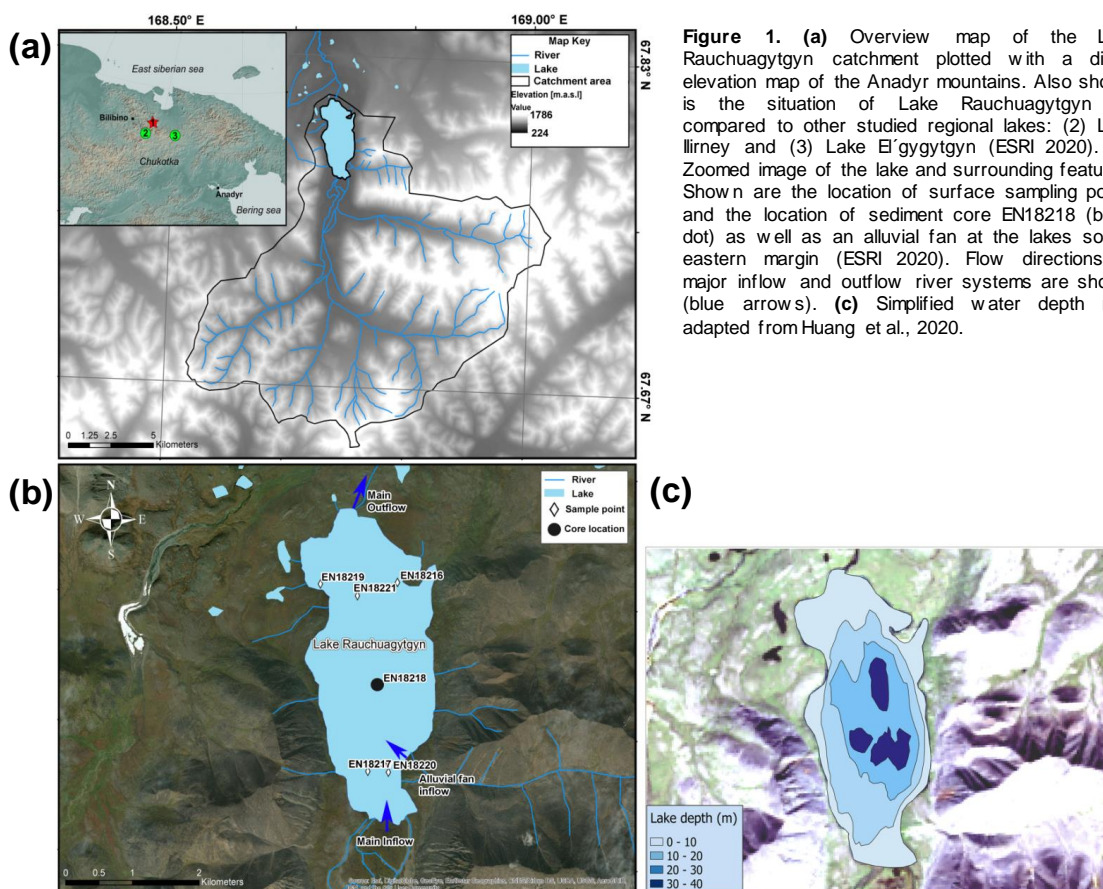 168.50° E
169.00° E
(a)
East siberian sea
Bilibino
1
2
3
Chukotka
Anadyr
Bering sea
Map Key
River
Lake
Catchment area
Elevation [m.a.s.l]
Value
1786
224
67.83° N
67.67° N
0 1.25 2.5 5
Kilometers
Figure 1. (a) Overview map of the L
Rauchuagytgyn catchment plotted with a di
elevation map of the Anadyr mountains. Also sho
is the situation of Lake Rauchuagytgyn
compared to other studied regional lakes: (2) L
Ilirney and (3) Lake El´gygytgyn (ESRI 2020).
Zoomed image of the lake and surrounding featu
Shown are the location of surface sampling po
and the location of sediment core EN18218 (b
dot) as well as an alluvial fan at the lakes so
eastern margin (ESRI 2020). Flow directions
major inflow and outflow river systems are sho
(blue arrows). (c) Simplified water depth
adapted from Huang et al., 2020.
(b)
N
W E
S
Main
Outflow
River
Lake
Sample point
Core location
EN18219
EN18216
EN18221
Lake Rauchuagytgyn
EN18218
EN18217
EN18220
Alluvial fan
inflow
Main Inflow
0 0.5 1 2
Kilometers
(c)
Lake depth (m)
0 - 10
10 - 20
20 - 30
30 - 40